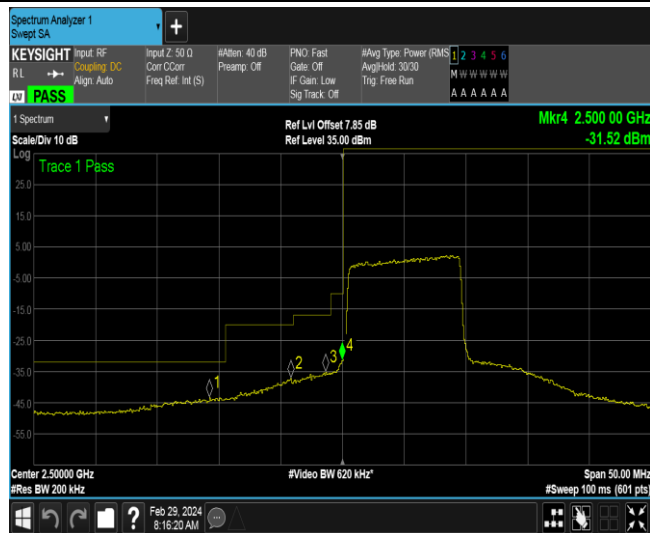 Spectrum Analyzer 1
Swept SA
KEYSIGHT
RL
PASS
Input: RF
Coupling: DC
Align: Auto
Input Z: 50 Ω
Corr CCorr
Freq Ref: Int (S)
#Atten: 40 dB
Preamp: Off
PNO: Fast
Gate: Off
IF Gain: Low
Sig Track: Off
#Avg Type: Power (RMS
Avg|Hold: 30/30
Trig: Free Run
1 2 3 4 5 6
M W W W W W
A A A A A A
1 Spectrum
Scale/Div 10 dB
Ref Lvl Offset 7.85 dB
Ref Level 35.00 dBm
Mkr4 2.500 00 GHz
-31.52 dBm
Log
Trace 1 Pass
25.0
15.0
5.00
-5.00
-15.0
-25.0
-35.0
-45.0
-55.0
1
2
3
4
Center 2.50000 GHz
#Video BW 620 kHz*
Span 50.00 MHz
#Res BW 200 kHz
#Sweep 100 ms (601 pts)
?
Feb 29, 2024
8:16:20 AM